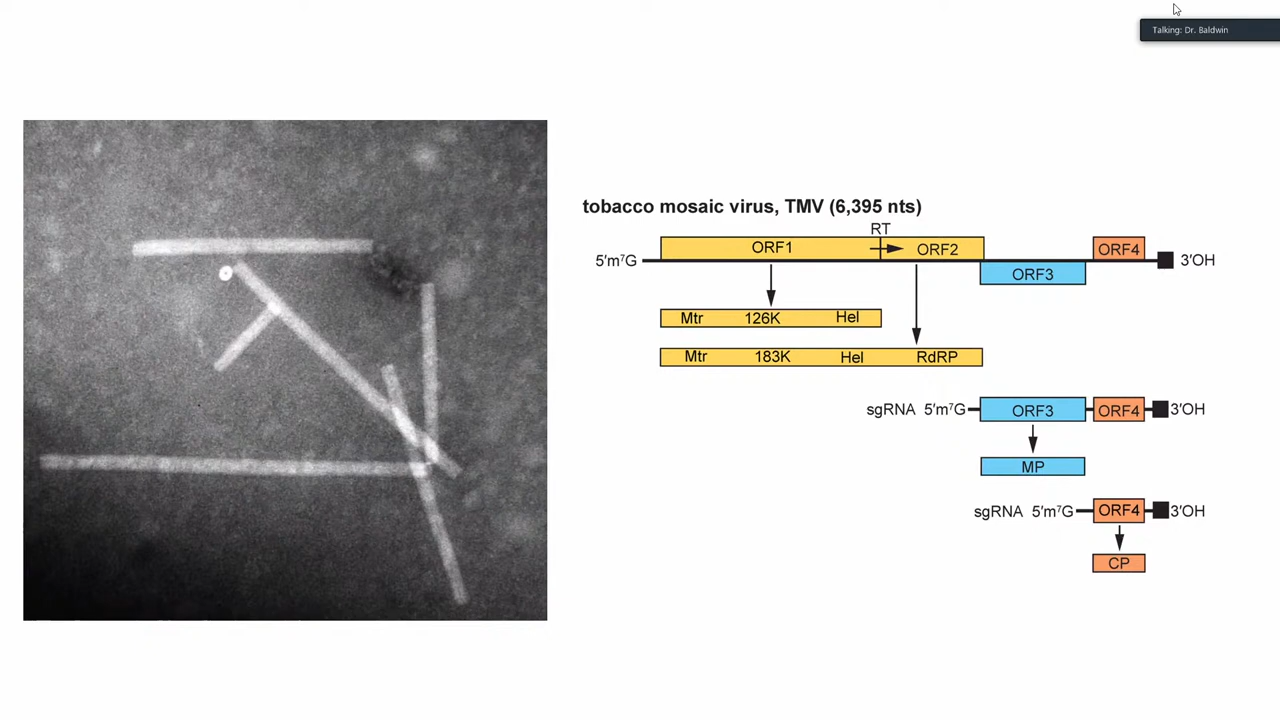 Talking: Dr. Baldwin
tobacco mosaic virus, TMV (6,395 nts)
RT
5'm⁷G ORF1 ORF2 ORF4 3'OH
ORF3
Mtr 126K Hel
Mtr 183K Hel RdRP
sgRNA 5'm⁷G ORF3 ORF4 3'OH
MP
sgRNA 5'm⁷G ORF4 3'OH
CP